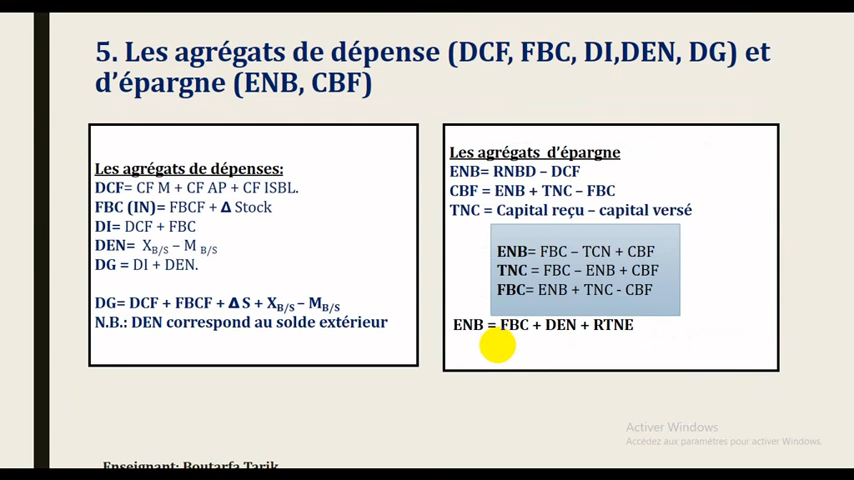 5. Les agrégats de dépense (DCF, FBC, DI,DEN, DG) et
d’épargne (ENB, CBF)
Les agrégats de dépenses:
DCF= CF M + CF AP + CF ISBL.
FBC (IN)= FBCF + Δ Stock
DI= DCF + FBC
DEN= X B/S – M B/S
DG = DI + DEN.
DG= DCF + FBCF + Δ S + XB/S – MB/S
N.B.: DEN correspond au solde extérieur
Les agrégats d’épargne
ENB= RNBD – DCF
CBF = ENB + TNC – FBC
TNC = Capital reçu – capital versé
ENB= FBC – TCN + CBF
TNC = FBC – ENB + CBF
FBC= ENB + TNC - CBF
ENB = FBC + DEN + RTNE
Activer Windows
Accédez aux paramètres pour activer Windows.
Enseignant: Boutarfa Tarik